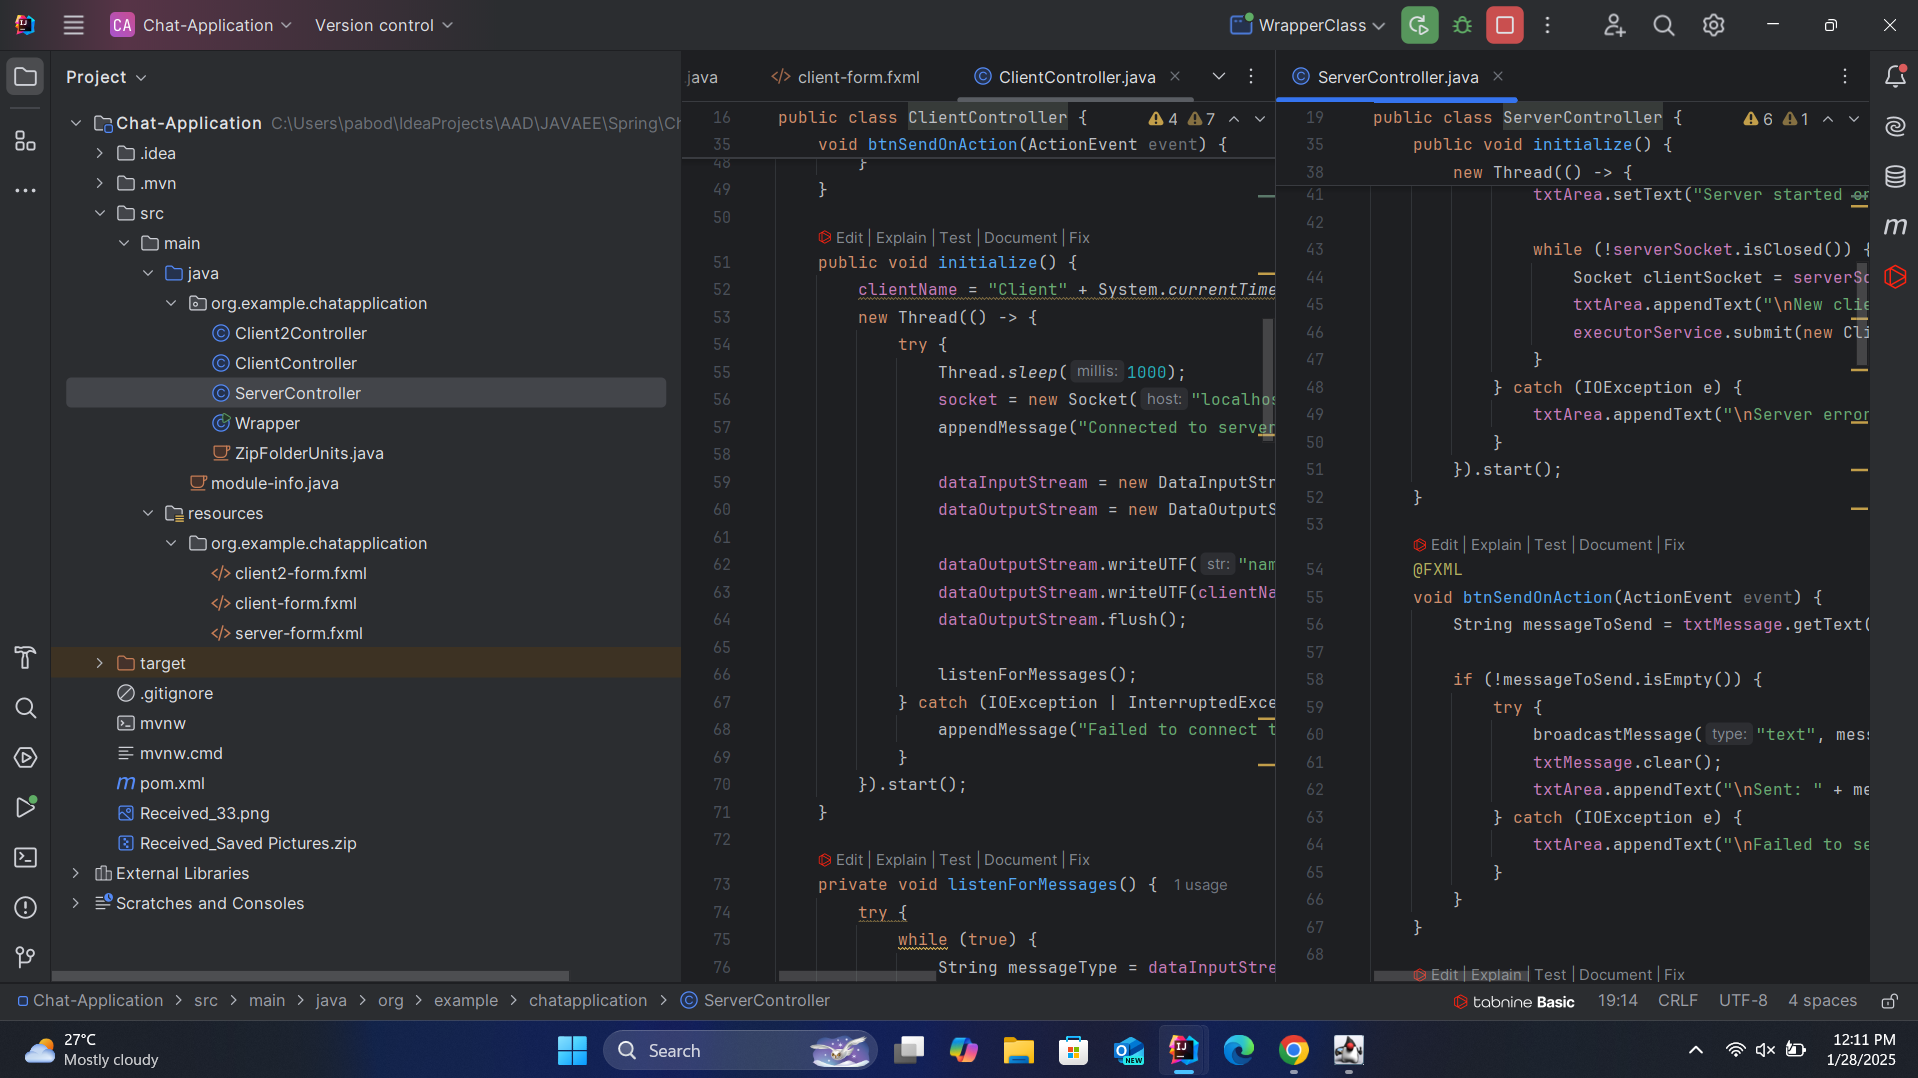 CA Chat-Application Version control WrapperClass
Project
Chat-Application C:\Users\pabod\IdeaProjects\AAD\JAVAEE\Spring\Ch
.idea
.mvn
src
main
java
org.example.chatapplication
Client2Controller
ClientController
ServerController
Wrapper
ZipFolderUnits.java
module-info.java
resources
org.example.chatapplication
client2-form.fxml
client-form.fxml
server-form.fxml
target
.gitignore
mvnw
mvnw.cmd
pom.xml
Received_33.png
Received_Saved Pictures.zip
External Libraries
Scratches and Consoles
.java client-form.fxml ClientController.java
16 public class ClientController { 4 7
35 void btnSendOnAction(ActionEvent event) {
48 }
49 }
50
Edit | Explain | Test | Document | Fix
51 public void initialize() {
52 clientName = "Client" + System.currentTime
53 new Thread(() -> {
54 try {
55 Thread.sleep( millis: 1000);
56 socket = new Socket( host: "localhos
57 appendMessage("Connected to server
58
59 dataInputStream = new DataInputStr
60 dataOutputStream = new DataOutputS
61
62 dataOutputStream.writeUTF( str: "nam
63 dataOutputStream.writeUTF(clientNa
64 dataOutputStream.flush();
65
66 listenForMessages();
67 } catch (IOException | InterruptedExce
68 appendMessage("Failed to connect t
69 }
70 }).start();
71 }
72
Edit | Explain | Test | Document | Fix
73 private void listenForMessages() { 1 usage
74 try {
75 while (true) {
76 String messageType = dataInputStre
ServerController.java
19 public class ServerController { 6 1
35 public void initialize() {
38 new Thread(() -> {
41 txtArea.setText("Server started on
42
43 while (!serverSocket.isClosed()) {
44 Socket clientSocket = serverSo
45 txtArea.appendText("\nNew clie
46 executorService.submit(new Cli
47 }
48 } catch (IOException e) {
49 txtArea.appendText("\nServer error
50 }
51 }).start();
52 }
53
Edit | Explain | Test | Document | Fix
54 @FXML
55 void btnSendOnAction(ActionEvent event) {
56 String messageToSend = txtMessage.getText(
57
58 if (!messageToSend.isEmpty()) {
59 try {
60 broadcastMessage( type: "text", mess
61 txtMessage.clear();
62 txtArea.appendText("\nSent: " + me
63 } catch (IOException e) {
64 txtArea.appendText("\nFailed to se
65 }
66 }
67 }
68
Edit | Explain | Test | Document | Fix
m
Chat-Application > src > main > java > org > example > chatapplication > ServerController
tabnine Basic 19:14 CRLF UTF-8 4 spaces
27°C
Mostly cloudy
Search
NEW
12:11 PM
1/28/2025